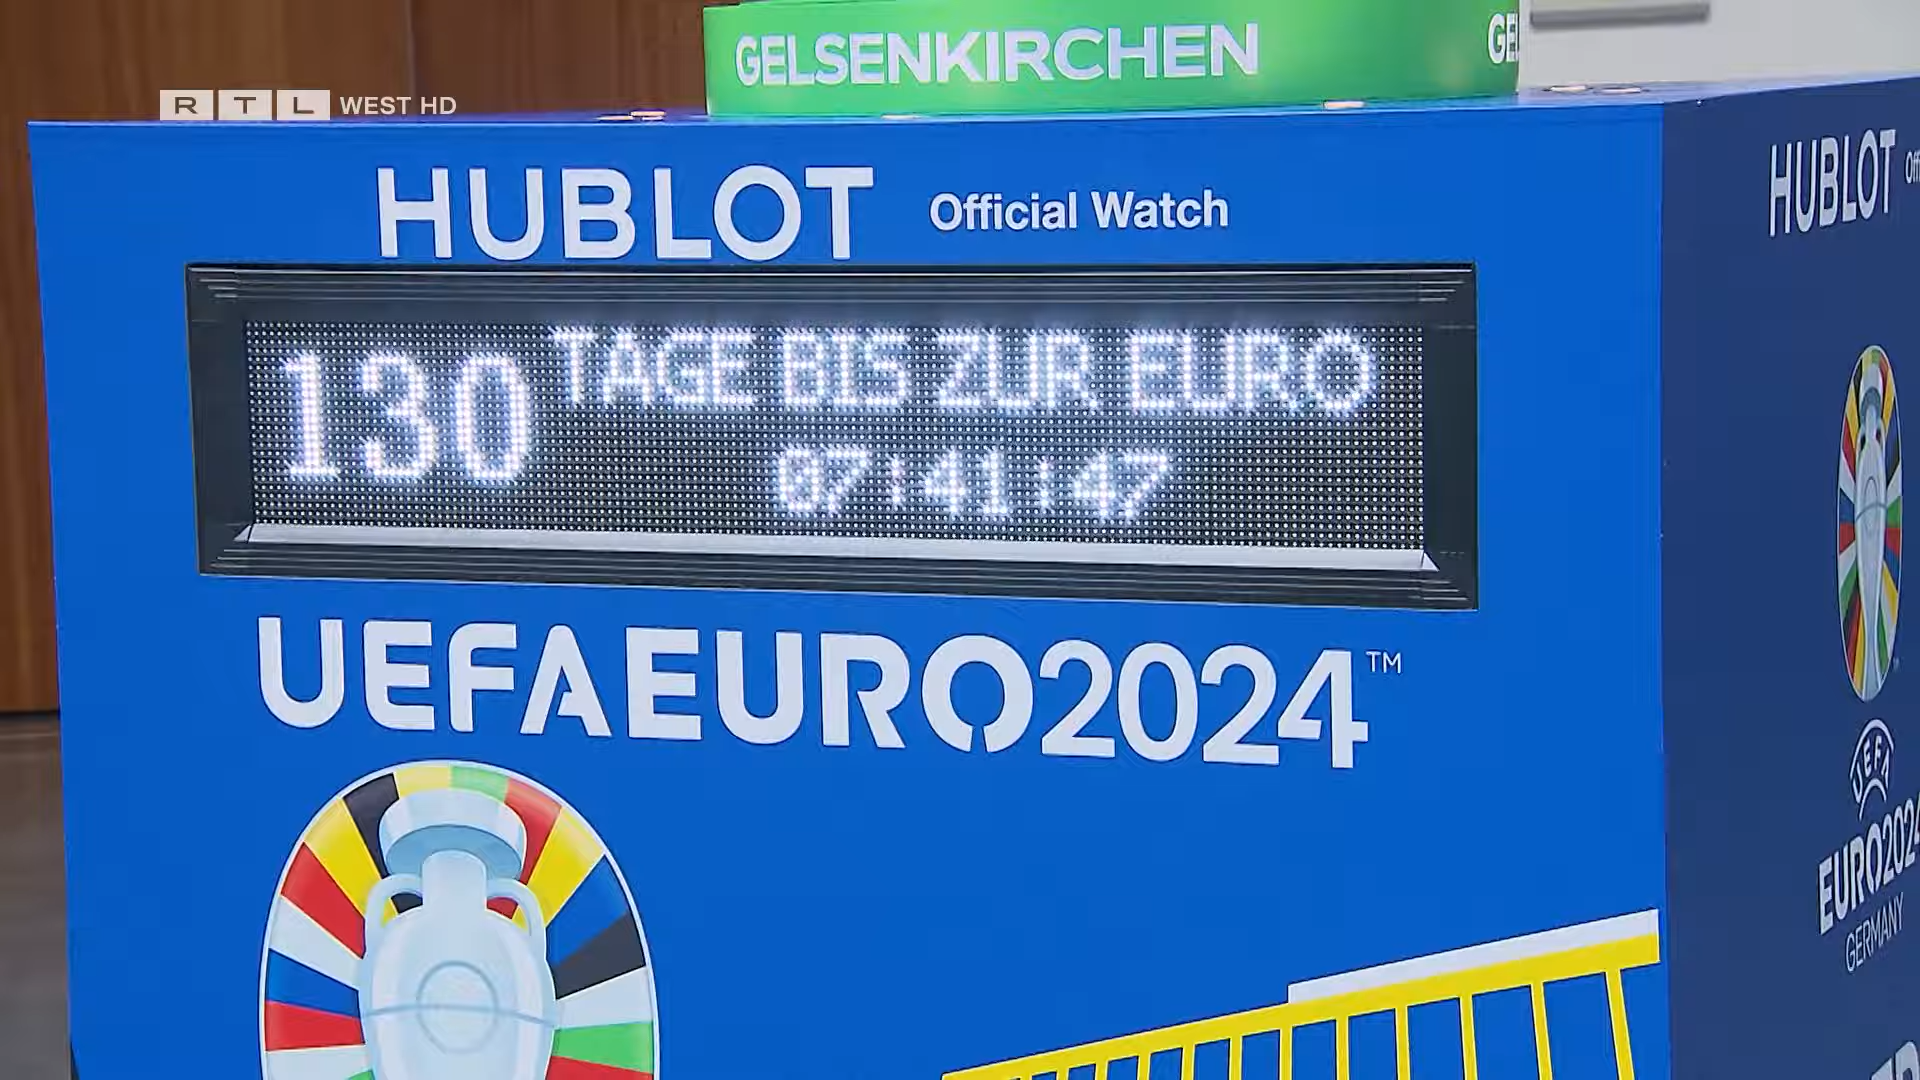 GELSENKIRCHEN
GE
RTL WEST HD
HUBLOT Official Watch
HUBLOT
130 TAGE BIS ZUR EURO
07:41:47
UEFAEURO2024™
UEFA
EURO2024
GERMANY